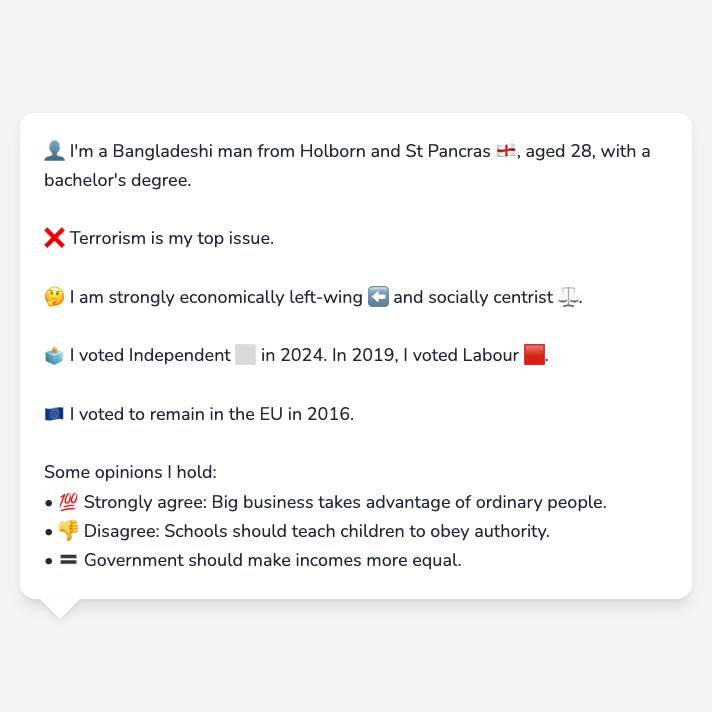 👤 I'm a Bangladeshi man from Holborn and St Pancras 🏴󠁧󠁢󠁥󠁮󠁧󠁿, aged 28, with a
bachelor's degree.
❌ Terrorism is my top issue.
🤔 I am strongly economically left-wing ⬅️ and socially centrist ⚖️.
🗳️ I voted Independent ⬜ in 2024. In 2019, I voted Labour 🟥.
🇪🇺 I voted to remain in the EU in 2016.
Some opinions I hold:
• 💯 Strongly agree: Big business takes advantage of ordinary people.
• 👎 Disagree: Schools should teach children to obey authority.
• 🟰 Government should make incomes more equal.